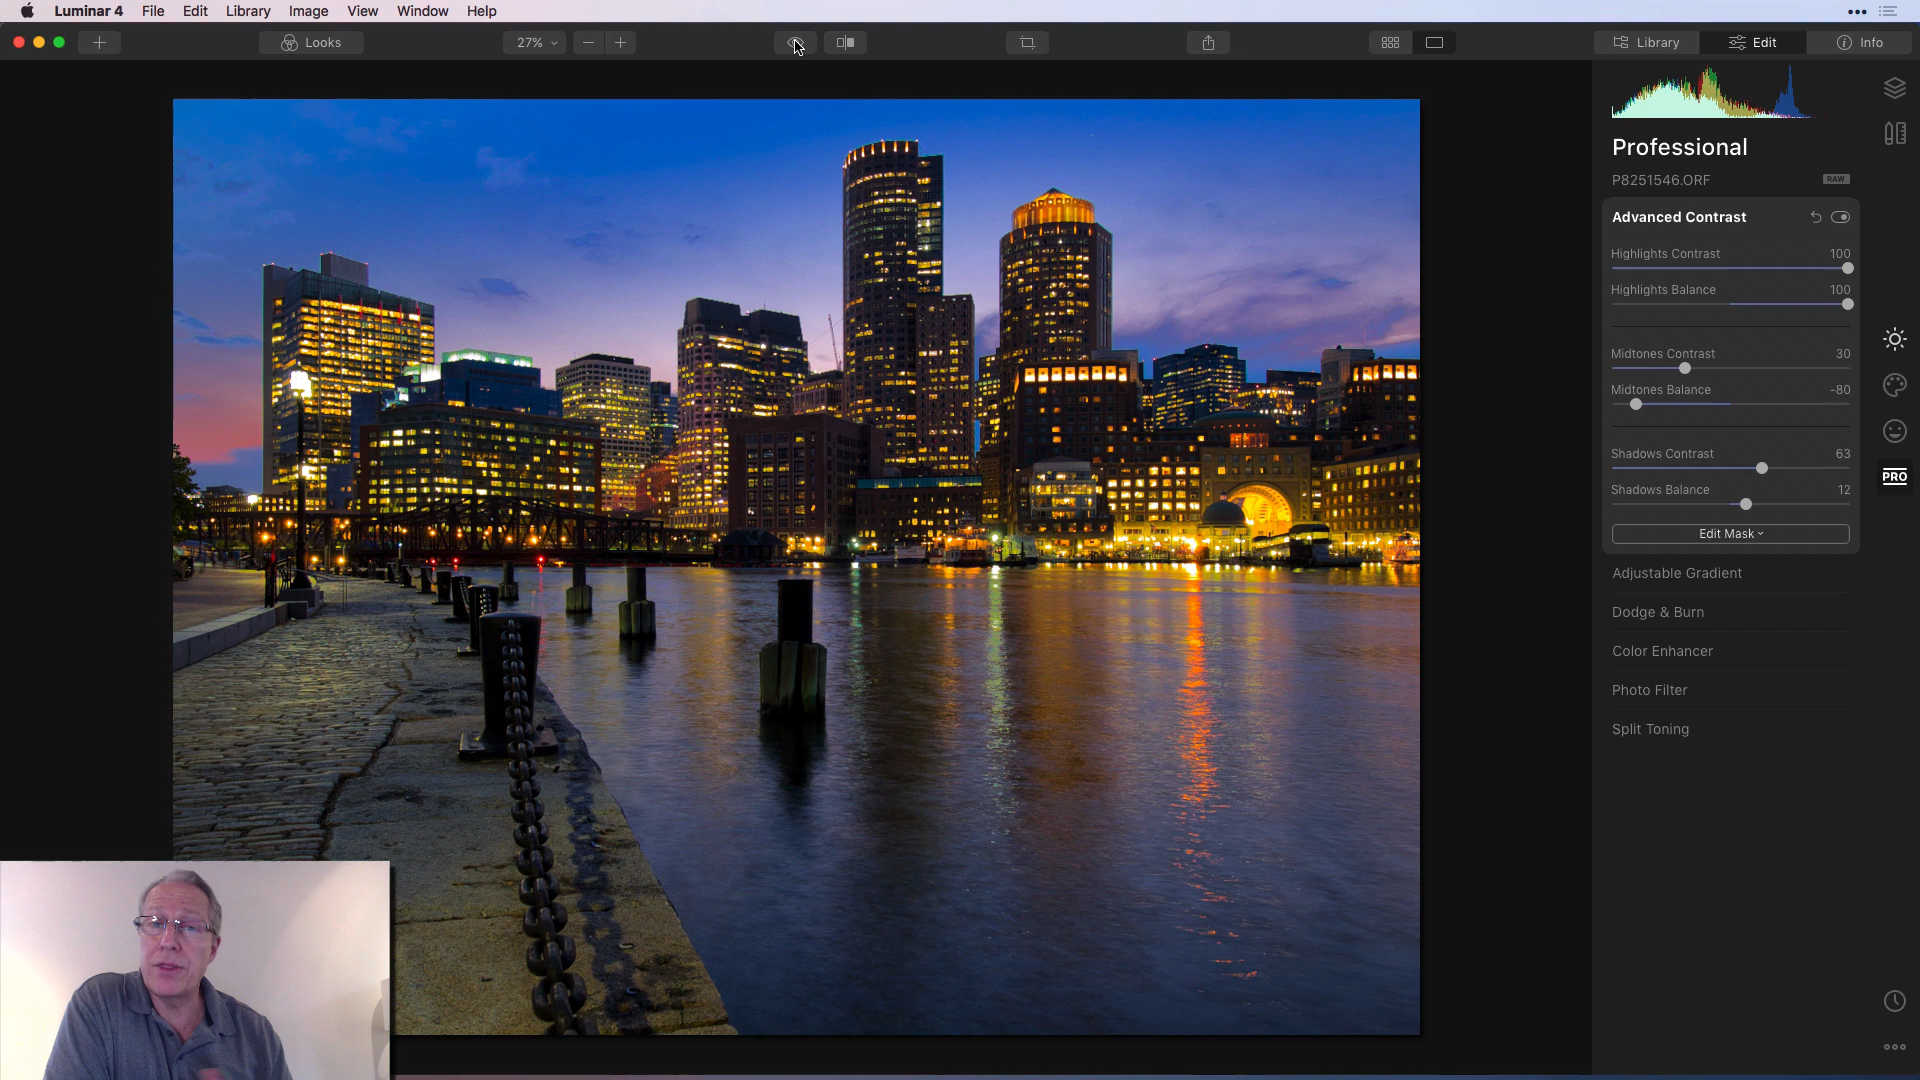 Luminar 4 File Edit Library Image View Window Help
Looks 27% Library Edit Info
Professional
P8251546.ORF RAW
Advanced Contrast
Highlights Contrast 100
Highlights Balance 100
Midtones Contrast 30
Midtones Balance -80
PRO
Shadows Contrast 63
Shadows Balance 12
Edit Mask
Adjustable Gradient
Dodge & Burn
Color Enhancer
Photo Filter
Split Toning